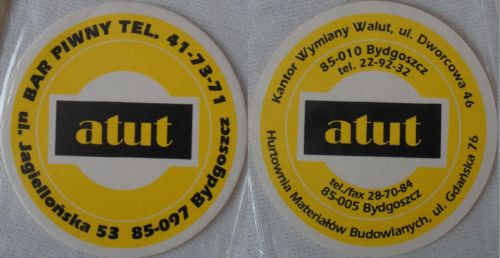 BAR PIWNY TEL. 41-73-71
atut
ul. Jagiellońska 53 85-097 Bydgoszcz
Kantor Wymiany Walut, ul. Dworcowa 46
85-010 Bydgoszcz
tel. 22-92-32
atut
tel./fax 28-70-84
85-005 Bydgoszcz
Hurtownia Materiałów Budowlanych, ul. Gdańska 76